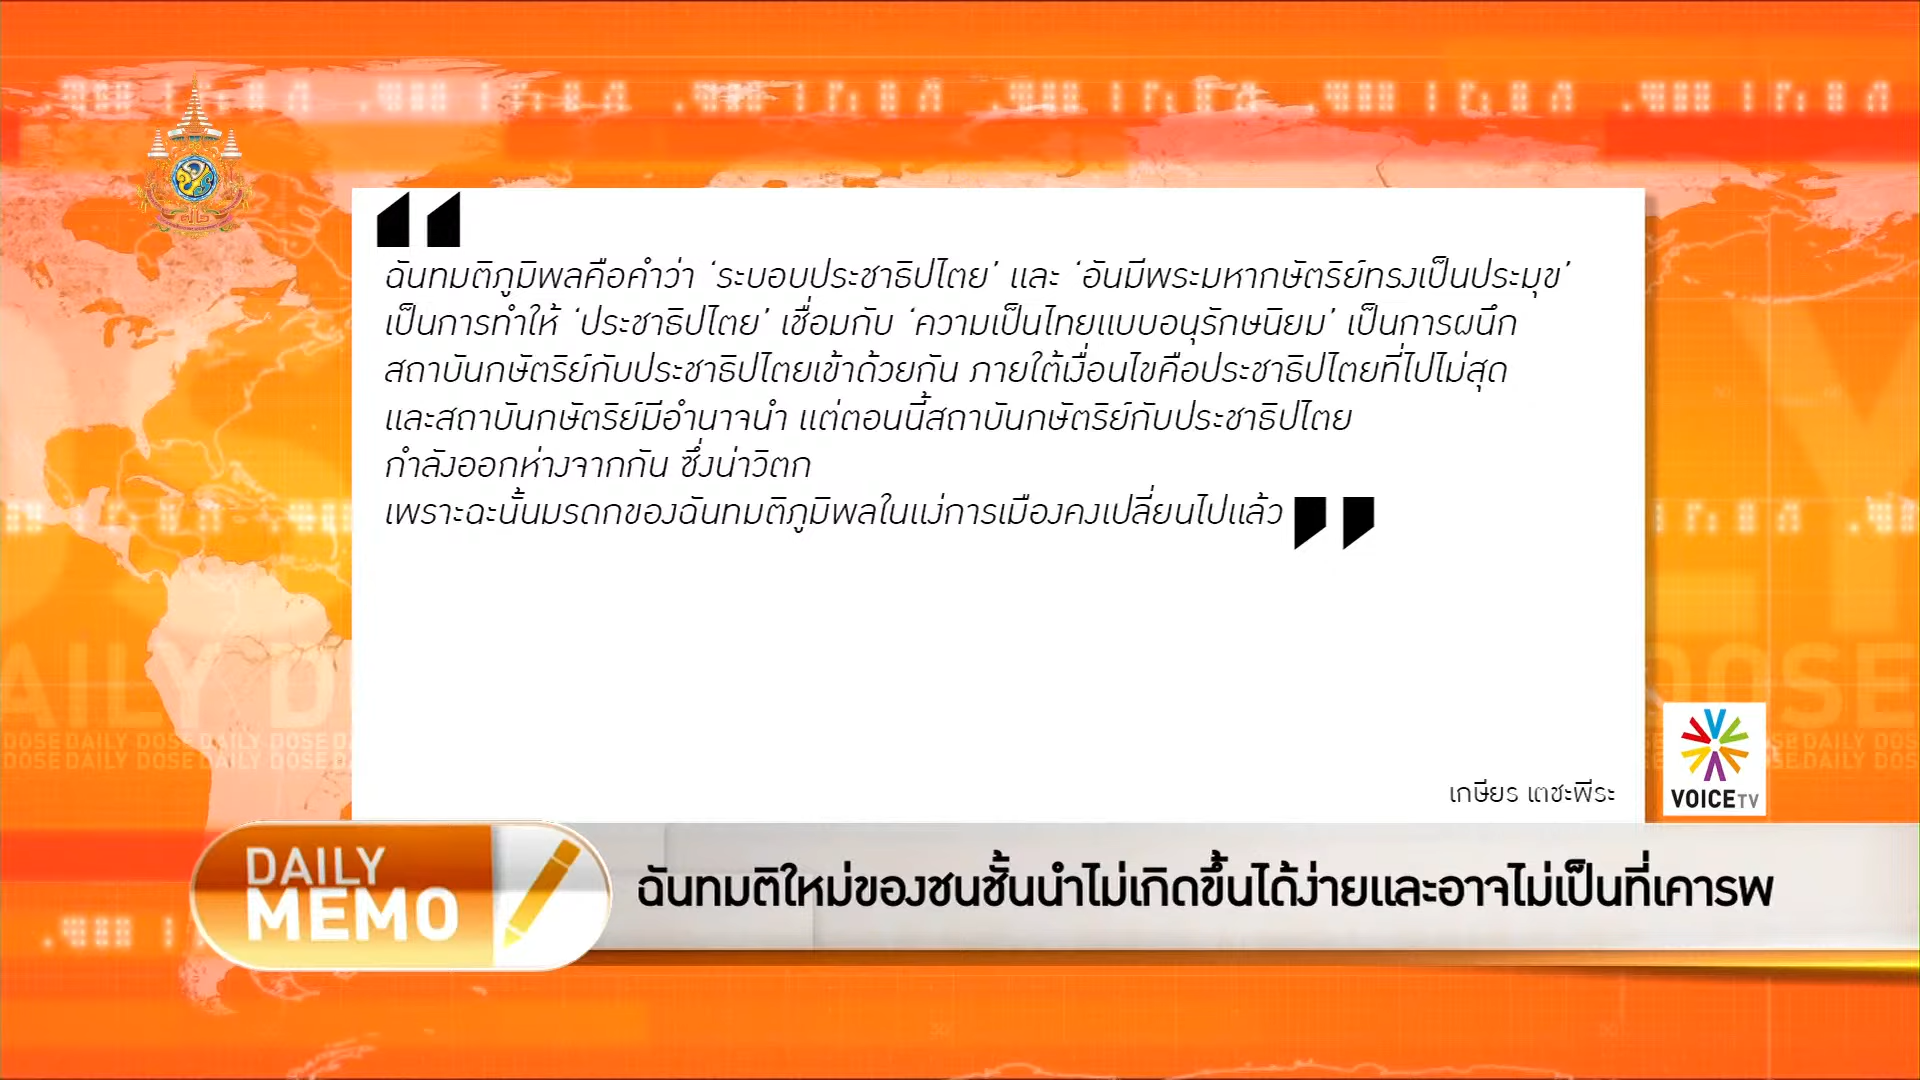 “
ฉันทมติภูมิพลคือคำว่า ‘ระบอบประชาธิปไตย’ และ ‘อันมีพระมหากษัตริย์ทรงเป็นประมุข’
เป็นการทำให้ ‘ประชาธิปไตย’ เชื่อมกับ ‘ความเป็นไทยแบบอนุรักษนิยม’ เป็นการผนึก
สถาบันกษัตริย์กับประชาธิปไตยเข้าด้วยกัน ภายใต้เงื่อนไขคือประชาธิปไตยที่ไปไม่สุด
และสถาบันกษัตริย์มีอำนาจนำ แต่ตอนนี้สถาบันกษัตริย์กับประชาธิปไตย
กำลังออกห่างจากกัน ซึ่งน่าวิตก
เพราะฉะนั้นมรดกของฉันทมติภูมิพลในแง่การเมืองคงเปลี่ยนไปแล้ว ”
เกษียร เตชะพีระ
VOICE TV
DAILY
MEMO
ฉันทมติใหม่ของชนชั้นนำไม่เกิดขึ้นได้ง่ายและอาจไม่เป็นที่เคารพ